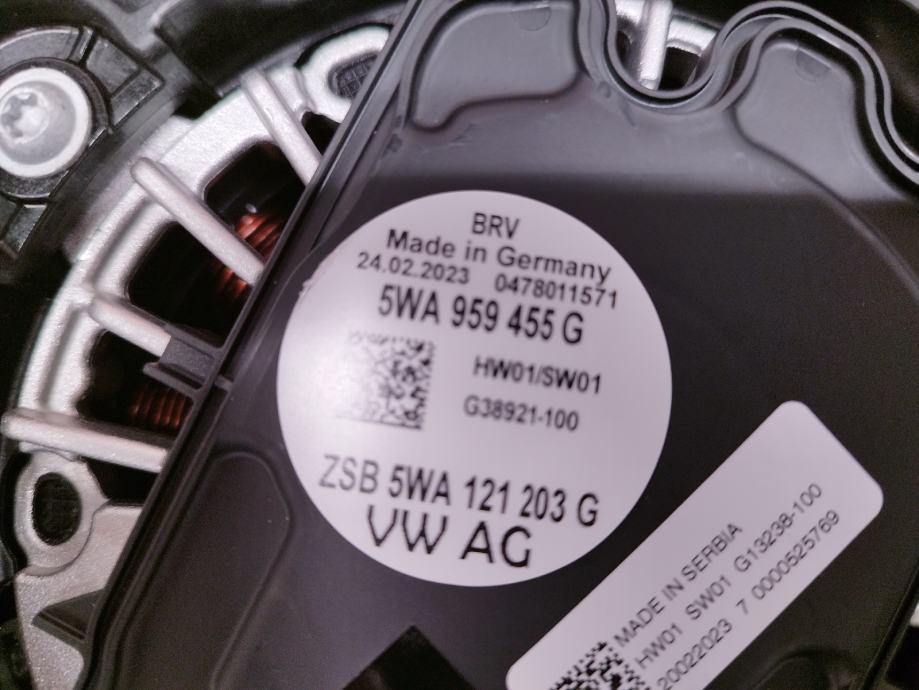 BRV
Made in Germany
24.02.2023 0478011571
5WA 959 455 G
HW01/SW01
G38921-100
ZSB 5WA 121 203 G
VW AG
MADE IN SERBIA
HW01 SW01 G13238-100
20022023 7 0000525769